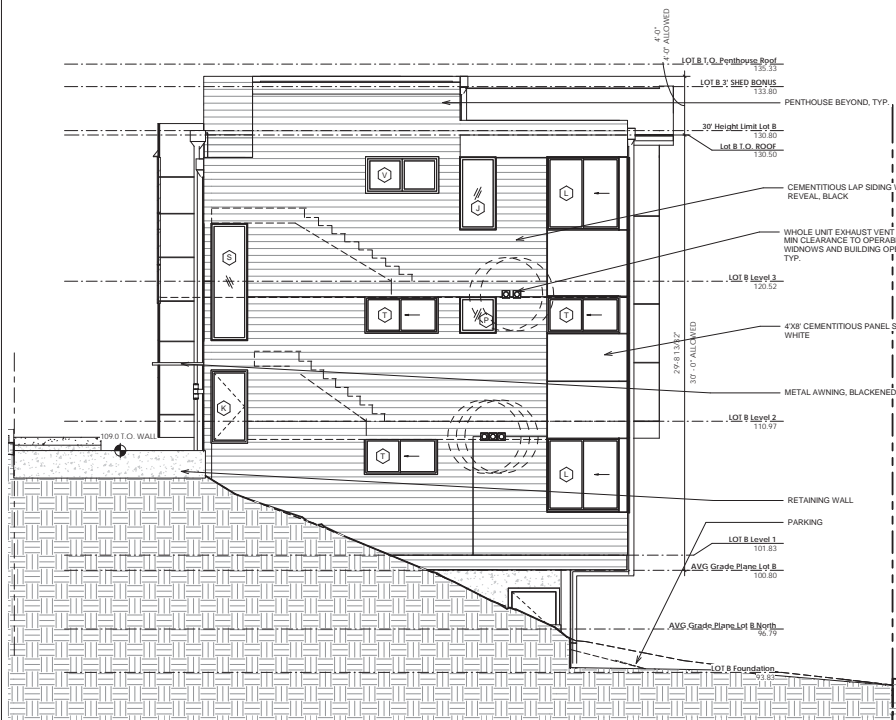 4'-0"
4'-0" ALLOWED
LOT B T.O. Penthouse Roof
135.33
LOT B 3' SHED BONUS
133.80
PENTHOUSE BEYOND, TYP.
30' Height Limit Lot B
130.80
Lot B T.O. ROOF
130.50
V
J
L
CEMENTITIOUS LAP SIDING
REVEAL, BLACK
S
WHOLE UNIT EXHAUST VENT
MIN CLEARANCE TO OPERAB
WIDNOWS AND BUILDING OPE
TYP.
LOT B Level 3
120.52
T
P
T
4'X8' CEMENTITIOUS PANEL S
WHITE
29'-8 13/32"
30' - 0" ALLOWED
METAL AWNING, BLACKENED
K
LOT B Level 2
110.97
109.0 T.O. WALL
T
L
RETAINING WALL
PARKING
LOT B Level 1
101.83
AVG Grade Plane Lot B
100.80
AVG Grade Plane Lot B North
96.79
LOT B Foundation
93.83